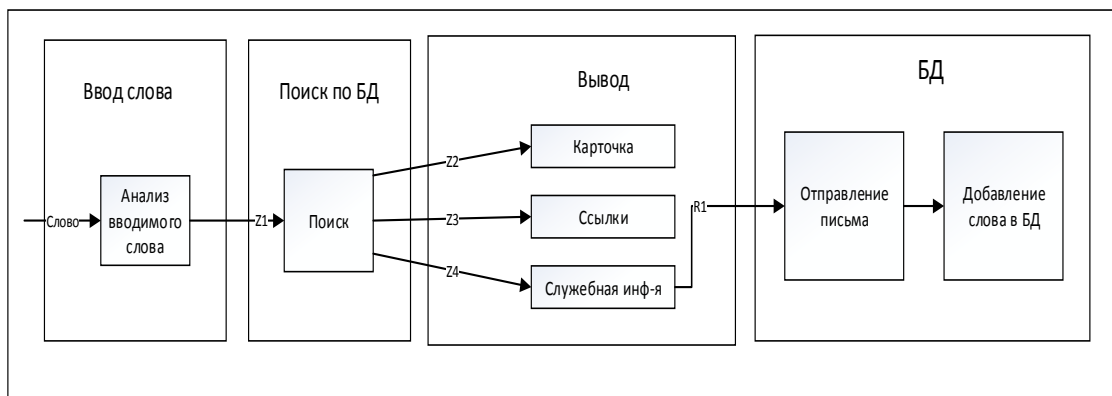 Ввод слова
Слово
Анализ
вводимого
слова
Z1
Поиск по БД
Поиск
Z2
Z3
Z4
Вывод
Карточка
Ссылки
Служебная инф-я
R1
БД
Отправление
письма
Добавление
слова в БД